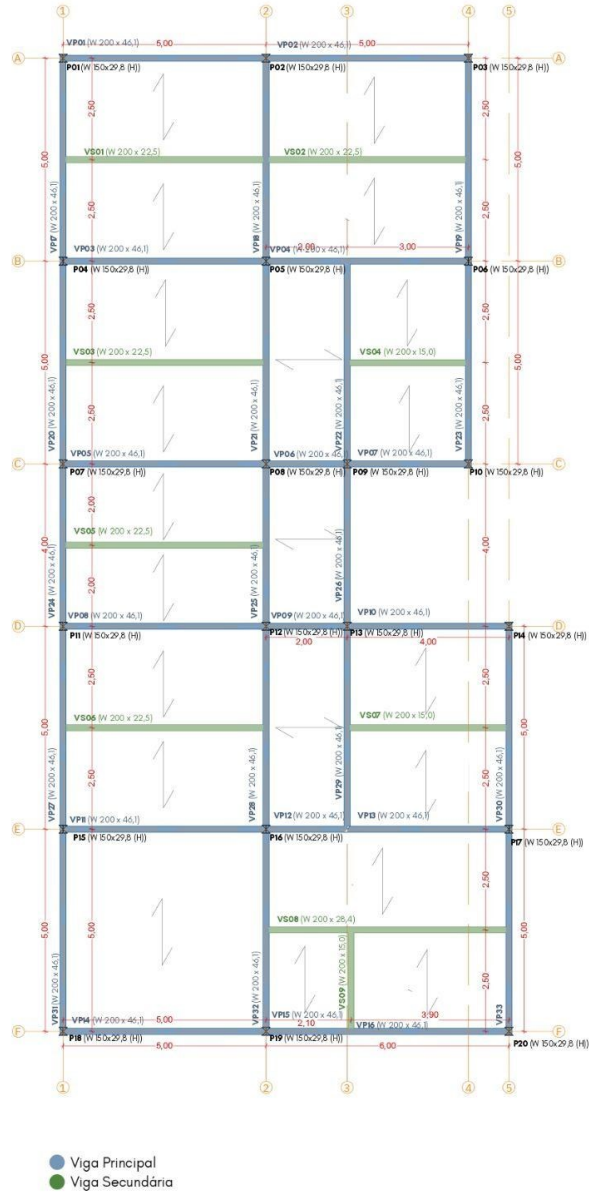 1 2 3 4 5
VP01 (W 200 x 46,1) 5,00 VP02 (W 200 x 46,1) 5,00
A A
P01 (W 150x29,8 (H)) P02 (W 150x29,8 (H)) P03 (W 150x29,8 (H))
2,50 2,50
VS01 (W 200 x 22,5) VS02 (W 200 x 22,5)
5,00 5,00
VP17 (W 200 x 46,1) 2,50 VP18 (W 200 x 46,1) VP19 (W 200 x 46,1) 2,50
VP03 (W 200 x 46,1) 2,00 VP04 (W 200 x 46,1) 3,00
B B
P04 (W 150x29,8 (H)) P05 (W 150x29,8 (H)) P06 (W 150x29,8 (H))
2,50 2,50
VS03 (W 200 x 22,5) VS04 (W 200 x 15,0)
5,00 5,00
VP20 (W 200 x 46,1) 2,50 VP21 (W 200 x 46,1) VP22 (W 200 x 46,1) VP23 (W 200 x 46,1) 2,50
VP05 (W 200 x 46,1) VP06 (W 200 x 46,1) VP07 (W 200 x 46,1)
C C
P07 (W 150x29,8 (H)) P08 (W 150x29,8 (H)) P09 (W 150x29,8 (H)) P10 (W 150x29,8 (H))
2,00
VS05 (W 200 x 22,5)
4,00 4,00
VP24 (W 200 x 46,1) 2,00 VP25 (W 200 x 46,1) VP26 (W 200 x 46,1)
VP08 (W 200 x 46,1) VP09 (W 200 x 46,1) VP10 (W 200 x 46,1)
D D
P11 (W 150x29,8 (H)) P12 (W 150x29,8 (H)) P13 (W 150x29,8 (H)) P14 (W 150x29,8 (H))
2,00 4,00
2,50 2,50
VS06 (W 200 x 22,5) VS07 (W 200 x 15,0)
5,00 5,00
VP27 (W 200 x 46,1) 2,50 VP28 (W 200 x 46,1) VP29 (W 200 x 46,1) 2,50 VP30 (W 200 x 46,1)
VP11 (W 200 x 46,1) VP12 (W 200 x 46,1) VP13 (W 200 x 46,1)
E E
P15 (W 150x29,8 (H)) P16 (W 150x29,8 (H)) P17 (W 150x29,8 (H))
2,50
VS08 (W 200 x 28,4)
5,00 5,00 5,00
VP31 (W 200 x 46,1) VP32 (W 200 x 46,1) VS09 (W 200 x 15,0) 2,50 VP33
VP14 (W 200 x 46,1) 5,00 VP15 (W 200 x 46,1) 2,10 VP16 (W 200 x 46,1) 3,90
F F
P18 (W 150x29,8 (H)) P19 (W 150x29,8 (H)) P20 (W 150x29,8 (H))
5,00 6,00
1 2 3 4 5
Viga Principal
Viga Secundária